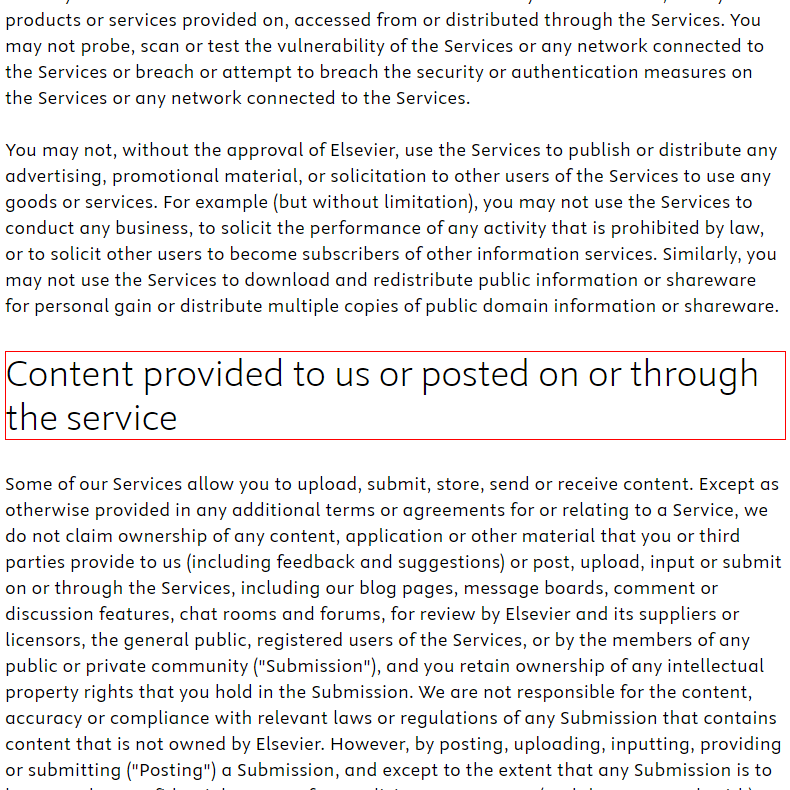 products or services provided on, accessed from or distributed through the Services. You
may not probe, scan or test the vulnerability of the Services or any network connected to
the Services or breach or attempt to breach the security or authentication measures on
the Services or any network connected to the Services.
You may not, without the approval of Elsevier, use the Services to publish or distribute any
advertising, promotional material, or solicitation to other users of the Services to use any
goods or services. For example (but without limitation), you may not use the Services to
conduct any business, to solicit the performance of any activity that is prohibited by law,
or to solicit other users to become subscribers of other information services. Similarly, you
may not use the Services to download and redistribute public information or shareware
for personal gain or distribute multiple copies of public domain information or shareware.
Content provided to us or posted on or through
the service
Some of our Services allow you to upload, submit, store, send or receive content. Except as
otherwise provided in any additional terms or agreements for or relating to a Service, we
do not claim ownership of any content, application or other material that you or third
parties provide to us (including feedback and suggestions) or post, upload, input or submit
on or through the Services, including our blog pages, message boards, comment or
discussion features, chat rooms and forums, for review by Elsevier and its suppliers or
licensors, the general public, registered users of the Services, or by the members of any
public or private community ("Submission"), and you retain ownership of any intellectual
property rights that you hold in the Submission. We are not responsible for the content,
accuracy or compliance with relevant laws or regulations of any Submission that contains
content that is not owned by Elsevier. However, by posting, uploading, inputting, providing
or submitting ("Posting") a Submission, and except to the extent that any Submission is to